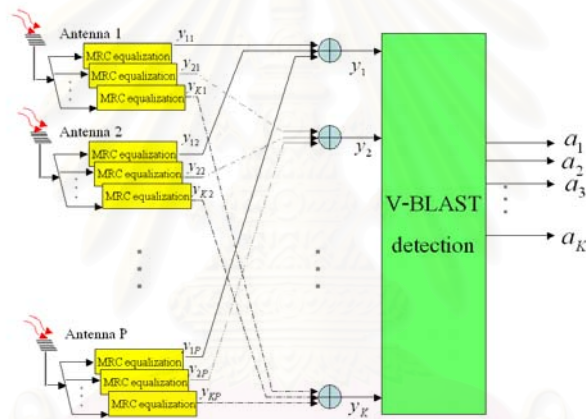 Antenna 1
MRC equalization
MRC equalization
MRC equalization
y11
y21
yK1
y1
Antenna 2
MRC equalization
MRC equalization
MRC equalization
y12
y22
yK2
y2
V-BLAST
detection
a1
a2
a3
aK
Antenna P
MRC equalization
MRC equalization
MRC equalization
y1P
y2P
yKP
yK